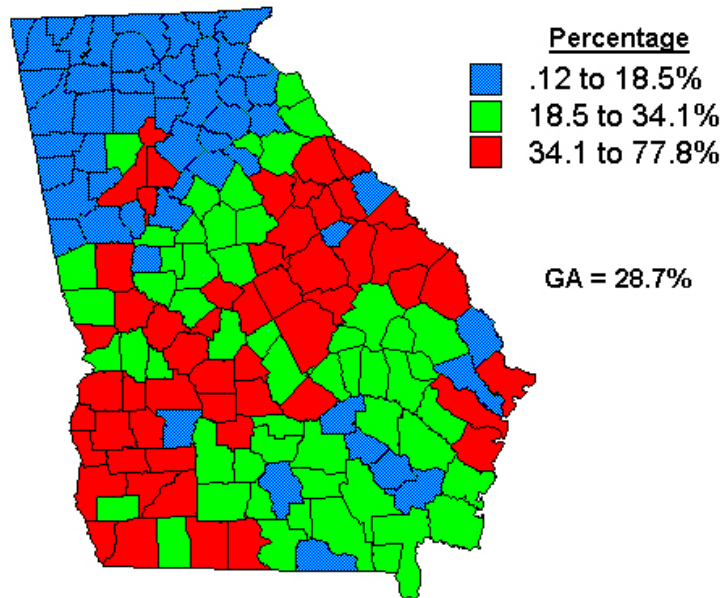 Percentage
.12 to 18.5%
18.5 to 34.1%
34.1 to 77.8%
GA = 28.7%